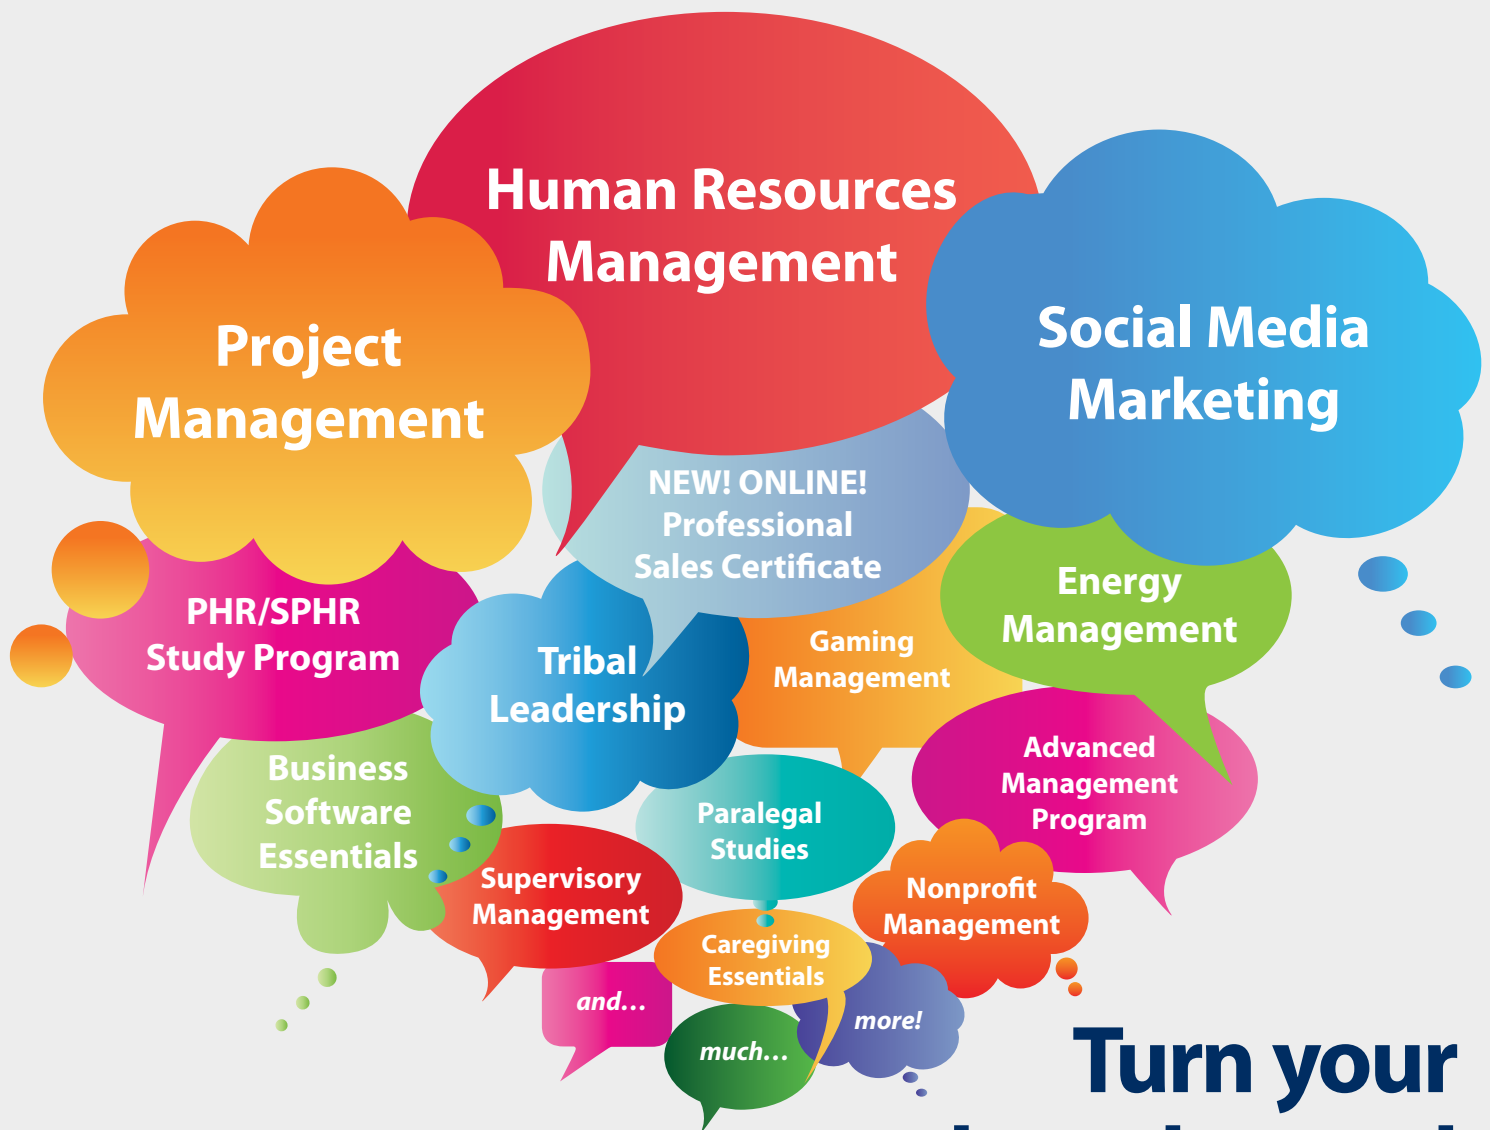 Human Resources
Management
Project
Management
Social Media
Marketing
NEW! ONLINE!
Professional
Sales Certificate
Energy
Management
PHR/SPHR
Study Program
Tribal
Leadership
Gaming
Management
Business
Software
Essentials
Advanced
Management
Program
Paralegal
Studies
Supervisory
Management
Nonprofit
Management
Caregiving
Essentials
and…
much…
more!
Turn your